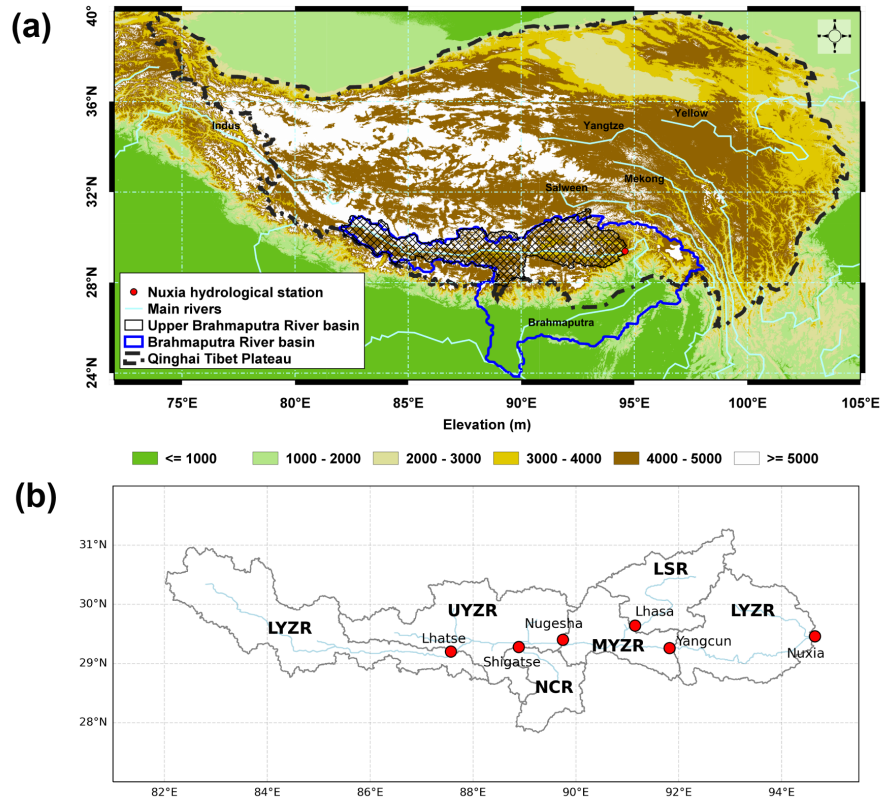 (a)
40°
36°N
32°N
28°N
24°N
Indus
Yangtze
Yellow
Salween
Mekong
Brahmaputra
Nuxia hydrological station
Main rivers
Upper Brahmaputra River basin
Brahmaputra River basin
Qinghai Tibet Plateau
75°E 80°E 85°E 90°E 95°E 100°E 105°E
Elevation (m)
<= 1000 1000 - 2000 2000 - 3000 3000 - 4000 4000 - 5000 >= 5000
(b)
31°N
30°N
29°N
28°N
LSR
UYZR
LYZR
Lhasa
Nugesha
LYZR
Lhatse
MYZR
Yangcun
Shigatse
Nuxia
NCR
82°E 84°E 86°E 88°E 90°E 92°E 94°E